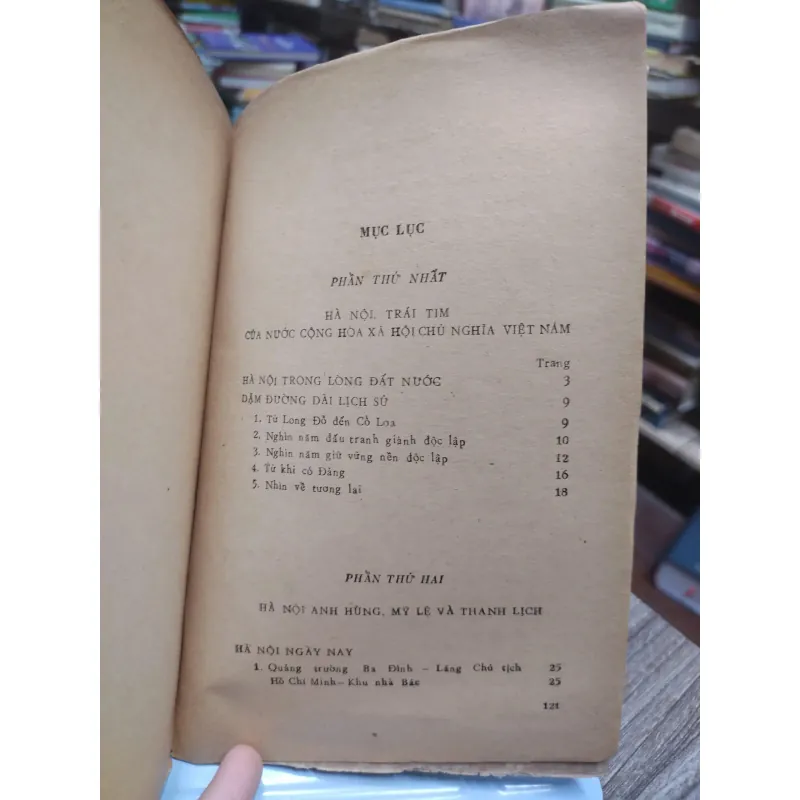 MỤC LỤC
PHẦN THỨ NHẤT
HÀ NỘI, TRÁI TIM
CỦA NƯỚC CỘNG HÒA XÃ HỘI CHỦ NGHĨA VIỆT NAM
Trang
HÀ NỘI TRONG LÒNG ĐẤT NƯỚC 3
DẶM ĐƯỜNG DÀI LỊCH SỬ 9
1. Từ Long Đỗ đến Cổ Loa 9
2. Nghìn năm đấu tranh giành độc lập 10
3. Nghìn năm giữ vững nền độc lập 12
4. Từ khi có Đảng 16
5. Nhìn về tương lai 18
PHẦN THỨ HAI
HÀ NỘI ANH HÙNG, MỸ LỆ VÀ THANH LỊCH
HÀ NỘI NGÀY NAY
1. Quảng trường Ba Đình – Lăng Chủ tịch 25
Hồ Chí Minh – Khu nhà Bác 25
121